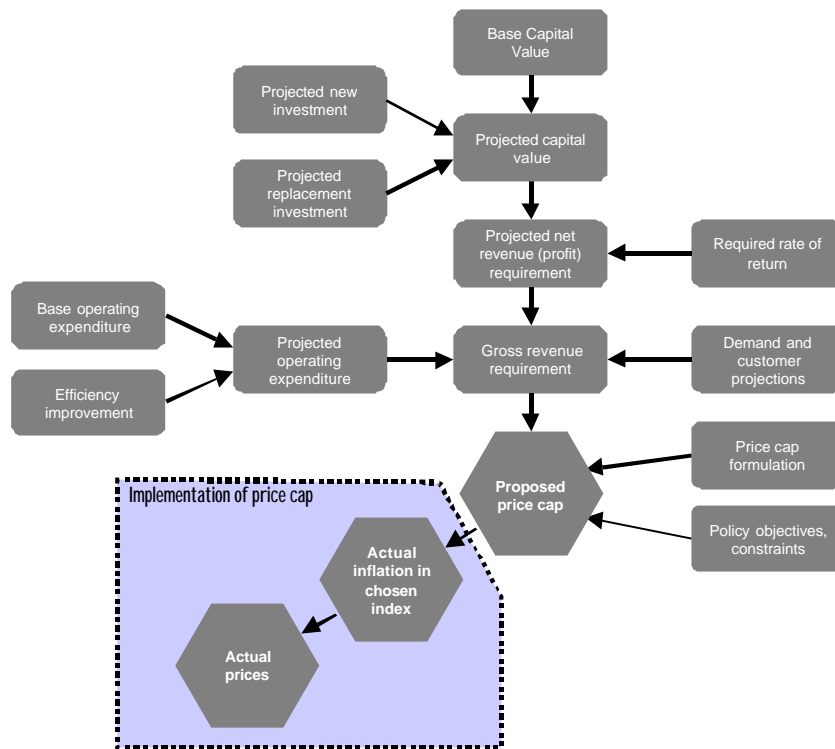 Base Capital
Value
Projected new
investment
Projected capital
value
Projected
replacement
investment
Projected net
revenue (profit)
requirement
Required rate of
return
Base operating
expenditure
Projected
operating
expenditure
Gross revenue
requirement
Demand and
customer
projections
Efficiency
improvement
Price cap
formulation
Proposed
price cap
Policy objectives,
constraints
Implementation of price cap
Actual
inflation in
chosen
index
Actual
prices